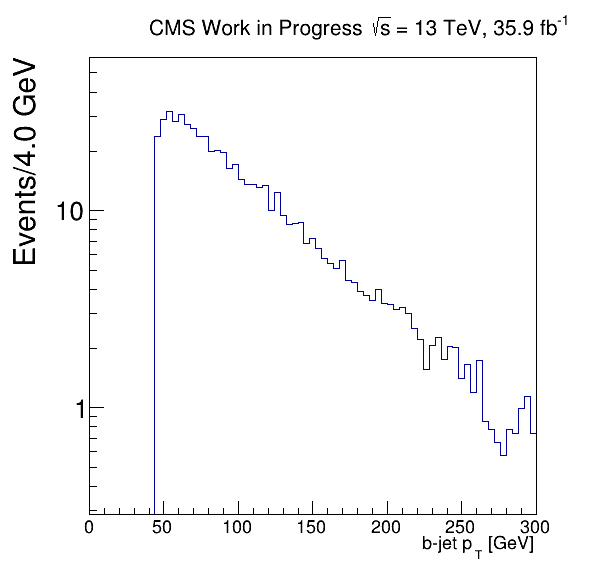 CMS Work in Progress √s = 13 TeV, 35.9 fb⁻¹
Events/4.0 GeV
10
1
0 50 100 150 200 250 300
b-jet p_T [GeV]